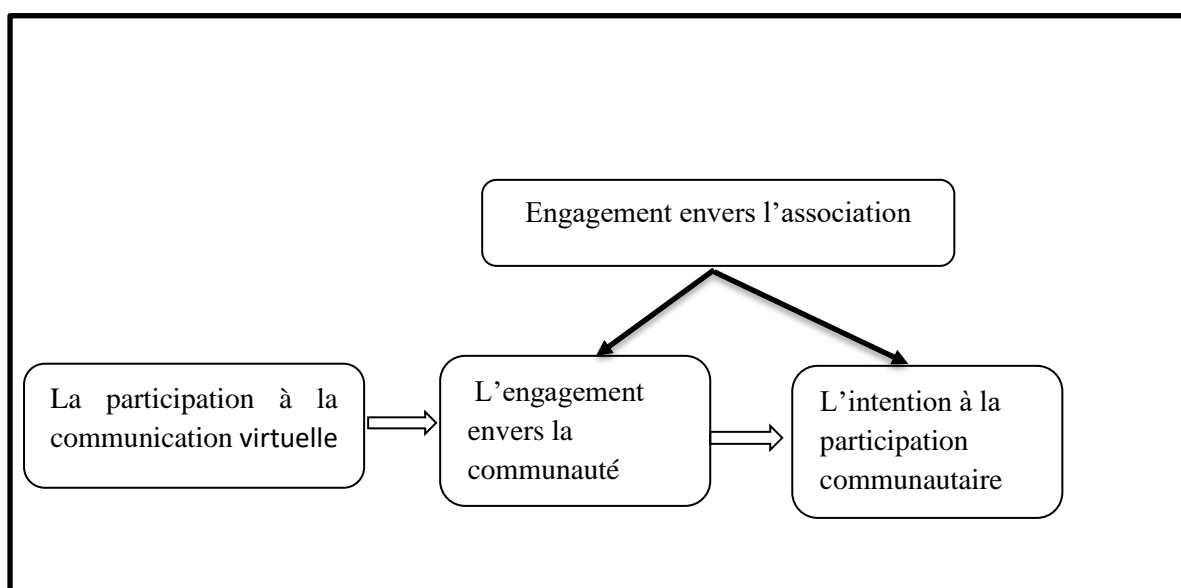 Engagement envers l’association
La participation à la
communication virtuelle
L’engagement
envers la
communauté
L’intention à la
participation
communautaire